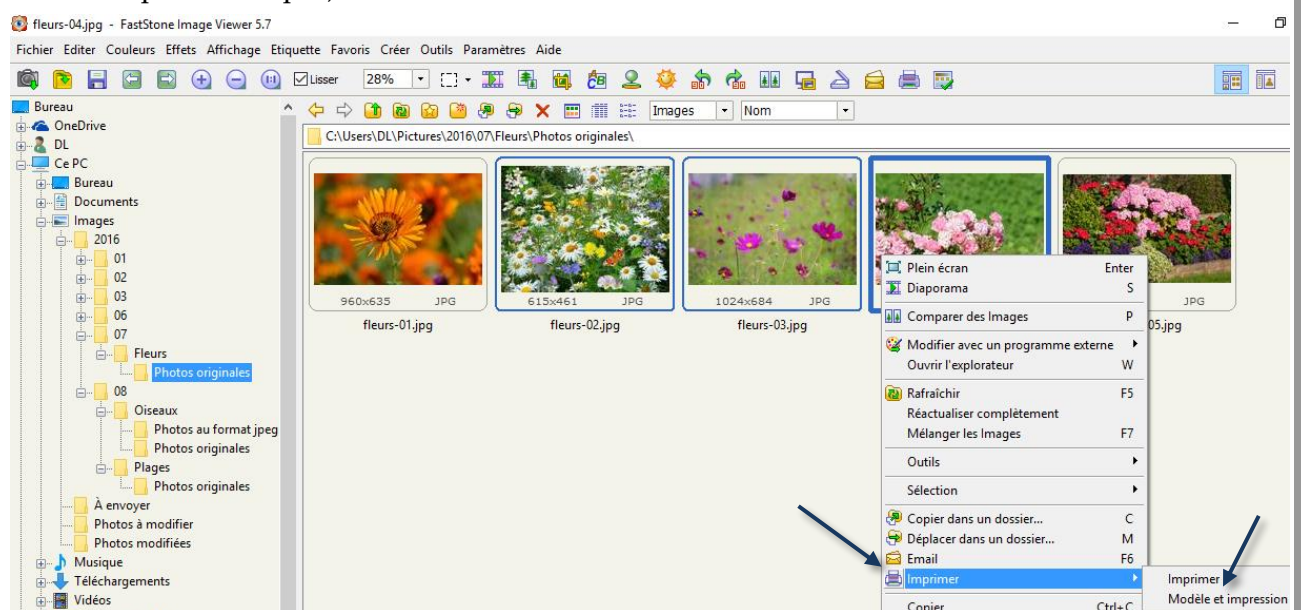 fleurs-04.jpg - FastStone Image Viewer 5.7
Fichier Editer Couleurs Effets Affichage Etiquette Favoris Créer Outils Paramètres Aide
Lisser 28%
Images Nom
C:\Users\DL\Pictures\2016\07\Fleurs\Photos originales\
Bureau
OneDrive
DL
Ce PC
Bureau
Documents
Images
2016
01
02
03
06
07
Fleurs
Photos originales
08
Oiseaux
Photos au format jpeg
Photos originales
Plages
Photos originales
À envoyer
Photos à modifier
Photos modifiées
Musique
Téléchargements
Vidéos
960x635 JPG
fleurs-01.jpg
615x461 JPG
fleurs-02.jpg
1024x684 JPG
fleurs-03.jpg
JPG
05.jpg
Plein écran Enter
Diaporama S
Comparer des Images P
Modifier avec un programme externe
Ouvrir l'explorateur W
Rafraîchir F5
Réactualiser complètement
Mélanger les Images F7
Outils
Sélection
Copier dans un dossier... C
Déplacer dans un dossier... M
Email F6
Imprimer
Copier Ctrl+C
Imprimer
Modèle et impression